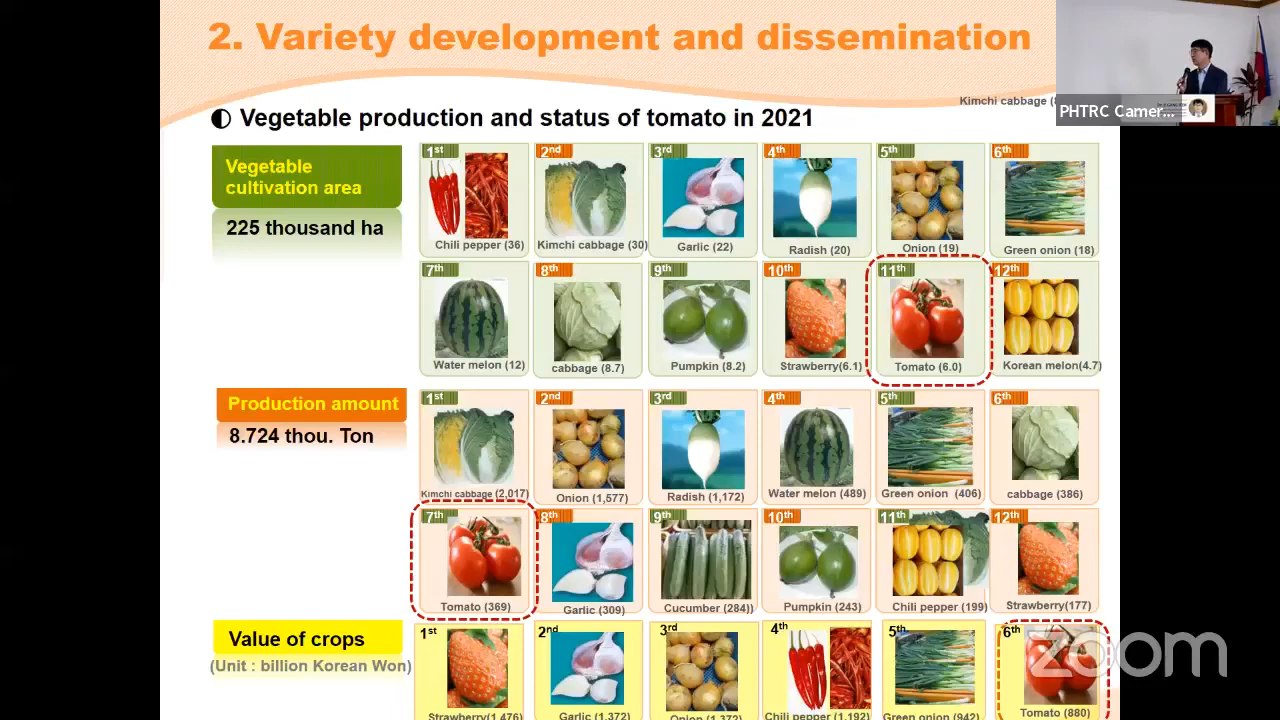 2. Variety development and dissemination
Kimchi cabbage (
PHTRC Camer...
Vegetable production and status of tomato in 2021
Vegetable
cultivation area
225 thousand ha
1st
2nd
3rd
4th
5th
6th
Chili pepper (36)
Kimchi cabbage (30)
Garlic (22)
Radish (20)
Onion (19)
Green onion (18)
7th
8th
9th
10th
11th
12th
Water melon (12)
cabbage (8.7)
Pumpkin (8.2)
Strawberry(6.1)
Tomato (6.0)
Korean melon(4.7)
Production amount
8.724 thou. Ton
1st
2nd
3rd
4th
5th
6th
Kimchi cabbage (2,017)
Onion (1,577)
Radish (1,172)
Water melon (489)
Green onion (406)
cabbage (386)
7th
8th
9th
10th
11th
12th
Tomato (369)
Garlic (309)
Cucumber (284))
Pumpkin (243)
Chili pepper (199)
Strawberry(177)
Value of crops
(Unit : billion Korean Won)
1st
2nd
3rd
4th
5th
6th
Strawberry(1,476)
Garlic (1,372)
Onion (1,372)
Chili pepper (1,192)
Green onion (942)
Tomato (880)
zoom